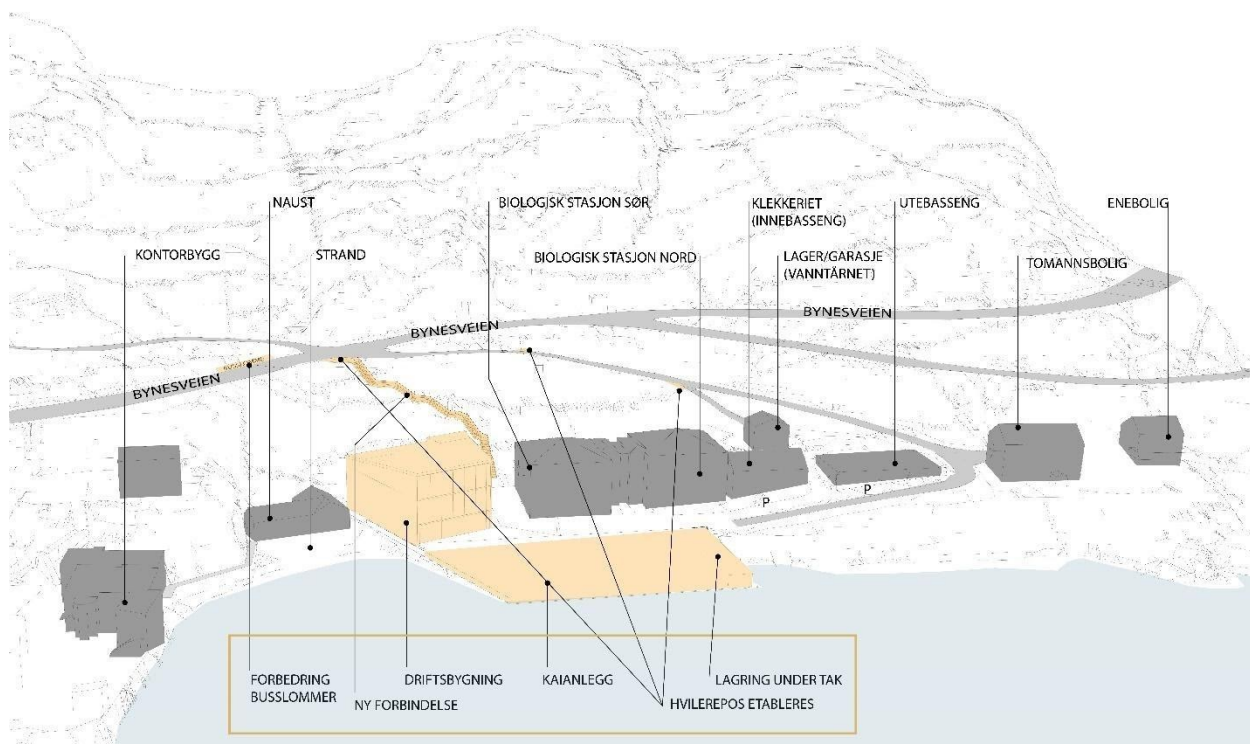 NAUST
BIOLOGISK STASJON SØR
KLEKKERIET
(INNEBASSENG)
UTEBASSENG
ENEBOLIG
KONTORBYGG
STRAND
BIOLOGISK STASJON NORD
LAGER/GARASJE
(VANNTÅRNET)
TOMANNSBOLIG
BYNESVEIEN
BYNESVEIEN
BYNESVEIEN
P
P
FORBEDRING
BUSSLOMMER
NY FORBINDELSE
DRIFTSBYGNING
KAIANLEGG
HVILEREPOS ETABLERES
LAGRING UNDER TAK